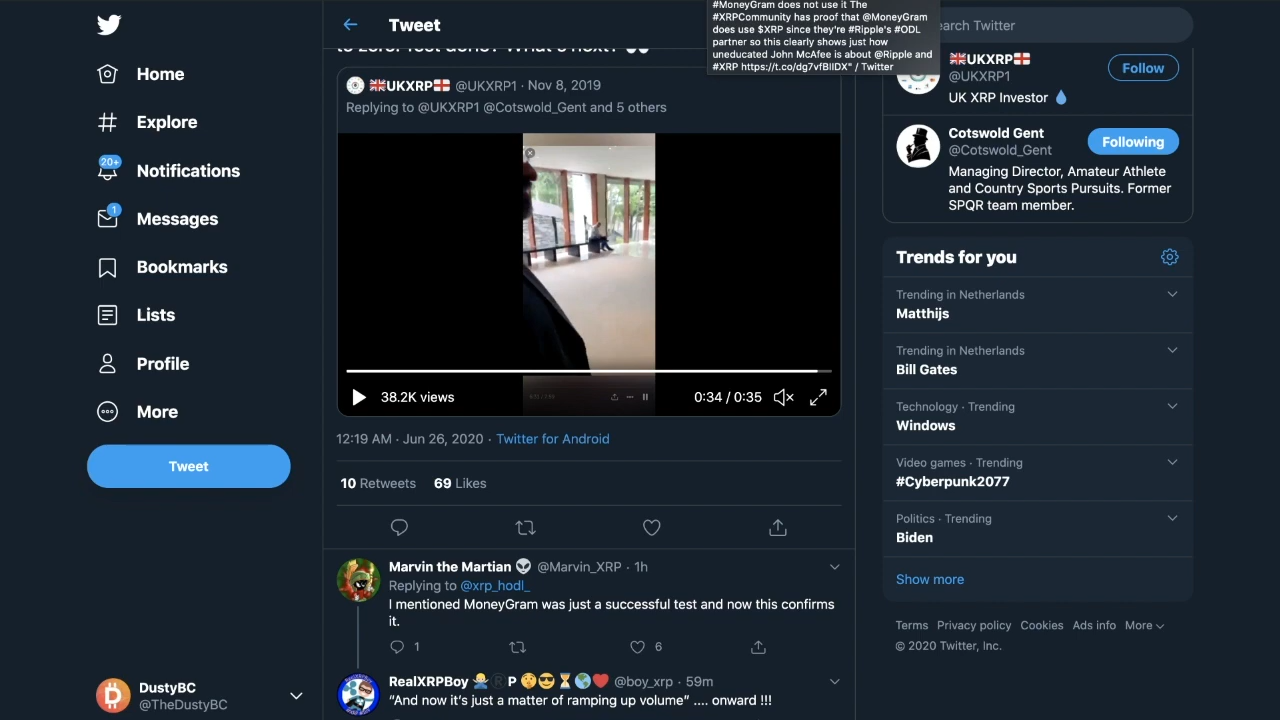 Home
Explore
20+
Notifications
1
Messages
Bookmarks
Lists
Profile
More
Tweet
DustyBC
@TheDustyBC
Tweet
to zero. Test done? What's next?
UKXRP1 @UKXRP1 · Nov 8, 2019
Replying to @UKXRP1 @Cotswold_Gent and 5 others
38.2K views
0:34 / 0:35
12:19 AM · Jun 26, 2020 · Twitter for Android
10 Retweets 69 Likes
Marvin the Martian 👽 @Marvin_XRP · 1h
Replying to @xrp_hodl_
I mentioned MoneyGram was just a successful test and now this confirms
it.
1
6
RealXRPBoy 🤷‍♂️ R P 🤫😎⏳🌎❤️ @boy_xrp · 59m
“And now it's just a matter of ramping up volume” .... onward !!!
#MoneyGram does not use it The
#XRPCommunity has proof that @MoneyGram
does use $XRP since they're #Ripple's #ODL
partner so this clearly shows just how
uneducated John McAfee is about @Ripple and
#XRP https://t.co/dg7vfBIIDX" / Twitter
earch Twitter
🇬🇧UKXRP🏴󠁧󠁢󠁥󠁮󠁧󠁿
@UKXRP1
Follow
UK XRP Investor 💧
Cotswold Gent
@Cotswold_Gent
Following
Managing Director, Amateur Athlete
and Country Sports Pursuits. Former
SPQR team member.
Trends for you
Trending in Netherlands
Matthijs
Trending in Netherlands
Bill Gates
Technology · Trending
Windows
Video games · Trending
#Cyberpunk2077
Politics · Trending
Biden
Show more
Terms Privacy policy Cookies Ads info More
© 2020 Twitter, Inc.